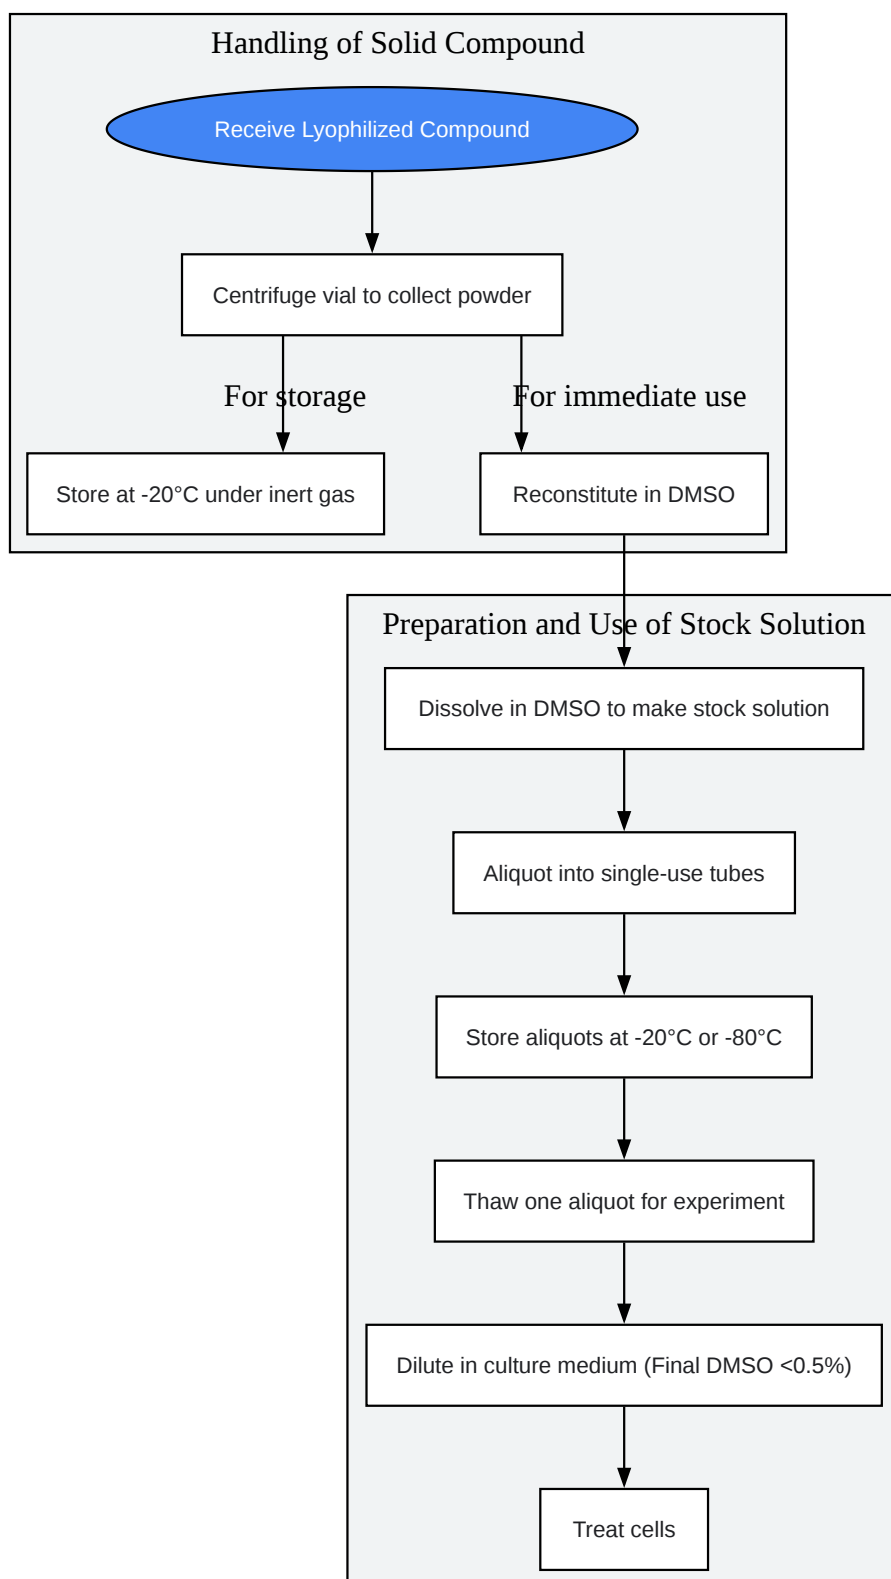 Handling of Solid Compound
Receive Lyophilized Compound
Centrifuge vial to collect powder
For storage
For immediate use
Store at -20°C under inert gas
Reconstitute in DMSO
Preparation and Use of Stock Solution
Dissolve in DMSO to make stock solution
Aliquot into single-use tubes
Store aliquots at -20°C or -80°C
Thaw one aliquot for experiment
Dilute in culture medium (Final DMSO <0.5%)
Treat cells